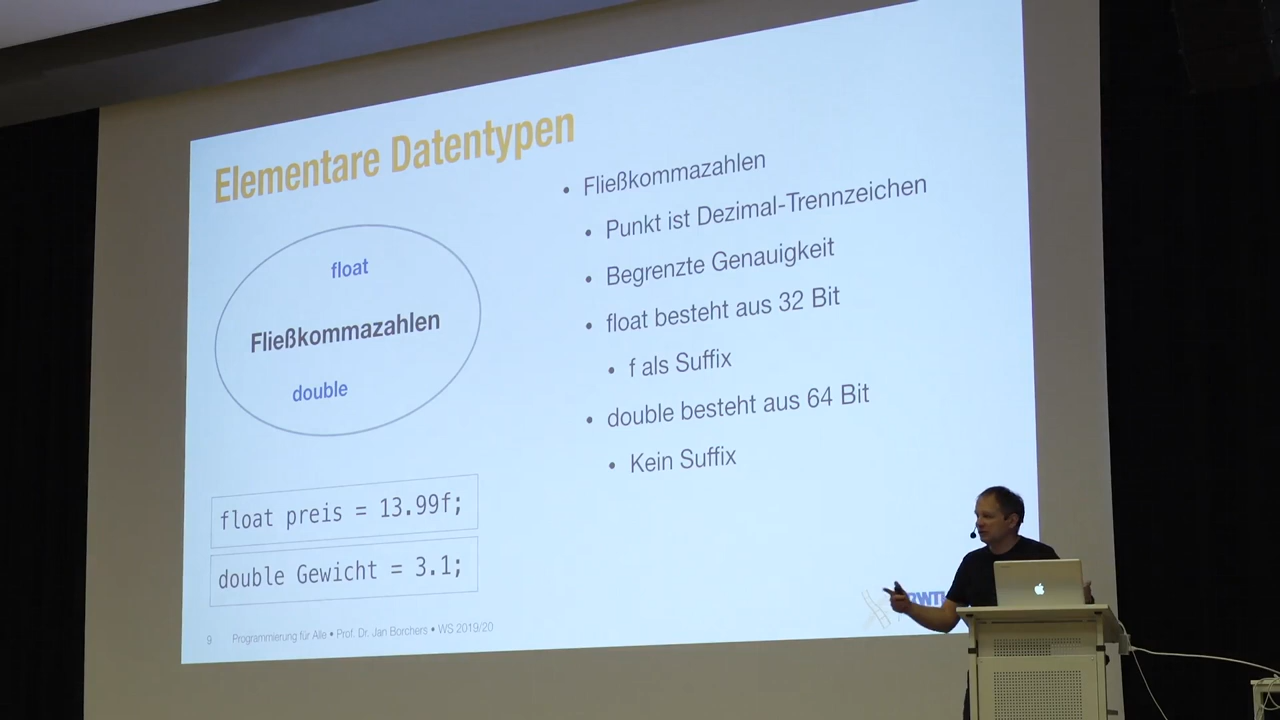 Elementare Datentypen
float
Fließkommazahlen
double
float preis = 13.99f;
double Gewicht = 3.1;
• Fließkommazahlen
• Punkt ist Dezimal-Trennzeichen
• Begrenzte Genauigkeit
• float besteht aus 32 Bit
• f als Suffix
• double besteht aus 64 Bit
• Kein Suffix
9 Programmierung für Alle • Prof. Dr. Jan Borchers • WS 2019/20